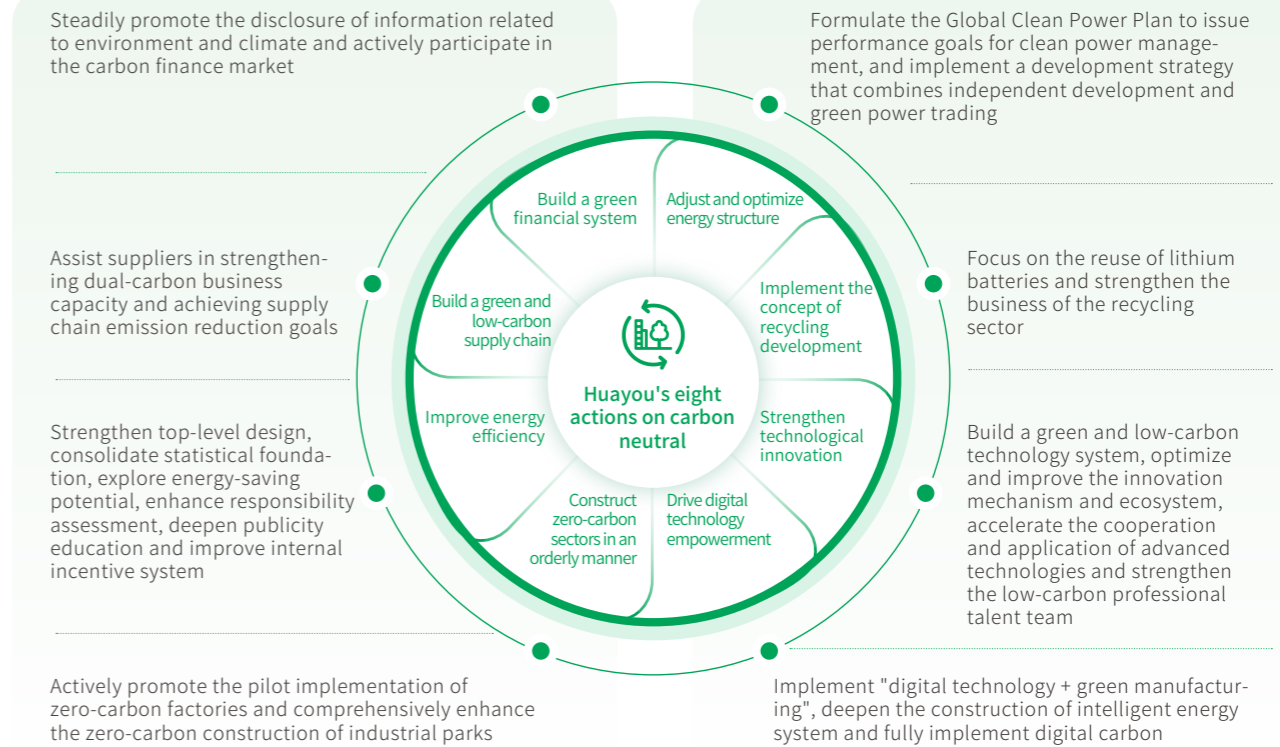 Steadily promote the disclosure of information related
to environment and climate and actively participate in
the carbon finance market
Formulate the Global Clean Power Plan to issue
performance goals for clean power manage-
ment, and implement a development strategy
that combines independent development and
green power trading
Assist suppliers in strengthen-
ing dual-carbon business
capacity and achieving supply
chain emission reduction goals
Focus on the reuse of lithium
batteries and strengthen the
business of the recycling
sector
Strengthen top-level design,
consolidate statistical founda-
tion, explore energy-saving
potential, enhance responsibility
assessment, deepen publicity
education and improve internal
incentive system
Build a green and low-carbon
technology system, optimize
and improve the innovation
mechanism and ecosystem,
accelerate the cooperation
and application of advanced
technologies and strengthen
the low-carbon professional
talent team
Actively promote the pilot implementation of
zero-carbon factories and comprehensively enhance
the zero-carbon construction of industrial parks
Implement "digital technology + green manufactur-
ing", deepen the construction of intelligent energy
system and fully implement digital carbon
Build a green
financial system
Adjust and optimize
energy structure
Build a green and
low-carbon
supply chain
Implement the
concept of
recycling
development
Huayou's eight
actions on carbon
neutral
Improve energy
efficiency
Strengthen
technological
innovation
Construct
zero-carbon
sectors in an
orderly manner
Drive digital
technology
empowerment